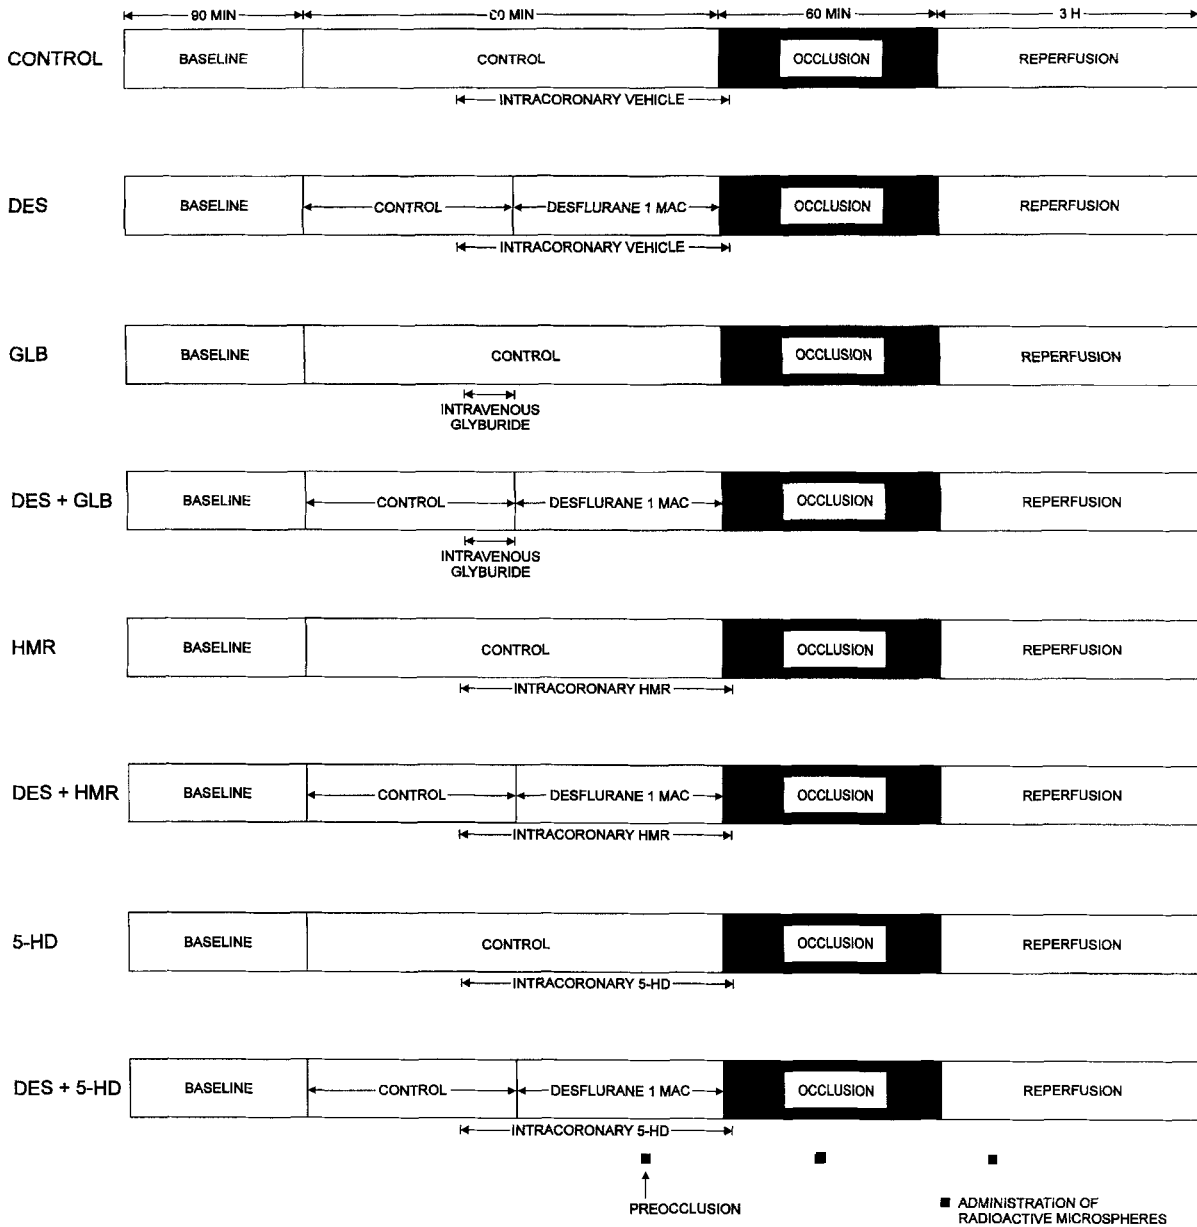 90 MIN
MIN
60 MIN
3 H
CONTROL
BASELINE
CONTROL
OCCLUSION
REPERFUSION
INTRACORONARY VEHICLE
DES
BASELINE
CONTROL
DESFLURANE 1 MAC
OCCLUSION
REPERFUSION
INTRACORONARY VEHICLE
GLB
BASELINE
CONTROL
OCCLUSION
REPERFUSION
INTRAVENOUS
GLYBURIDE
DES + GLB
BASELINE
CONTROL
DESFLURANE 1 MAC
OCCLUSION
REPERFUSION
INTRAVENOUS
GLYBURIDE
HMR
BASELINE
CONTROL
OCCLUSION
REPERFUSION
INTRACORONARY HMR
DES + HMR
BASELINE
CONTROL
DESFLURANE 1 MAC
OCCLUSION
REPERFUSION
INTRACORONARY HMR
5-HD
BASELINE
CONTROL
OCCLUSION
REPERFUSION
INTRACORONARY 5-HD
DES + 5-HD
BASELINE
CONTROL
DESFLURANE 1 MAC
OCCLUSION
REPERFUSION
INTRACORONARY 5-HD
PREOCCLUSION
ADMINISTRATION OF
RADIOACTIVE MICROSPHERES